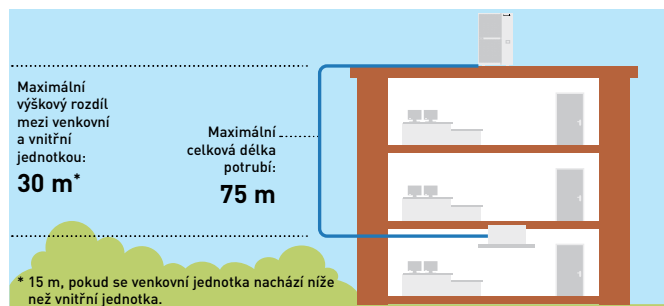 Maximální
výškový rozdíl
mezi venkovní
a vnitřní
jednotkou:
30 m*
Maximální
celková délka
potrubí:
75 m
* 15 m, pokud se venkovní jednotka nachází níže
než vnitřní jednotka.